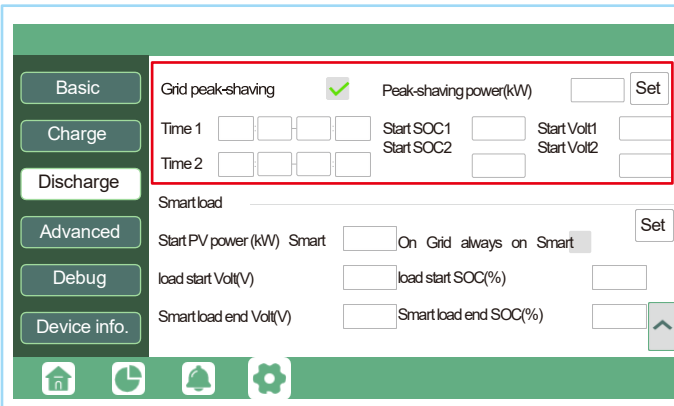 Basic
Charge
Discharge
Advanced
Debug
Device info.
Grid peak-shaving Peak-shaving power(kW) Set
Time 1 : - : Start SOC1 Start Volt1
Start SOC2 Start Volt2
Time 2 : - :
Smart load
Set
Start PV power (kW) Smart On Grid always on Smart
load start Volt(V) load start SOC(%)
Smart load end Volt(V) Smart load end SOC(%)